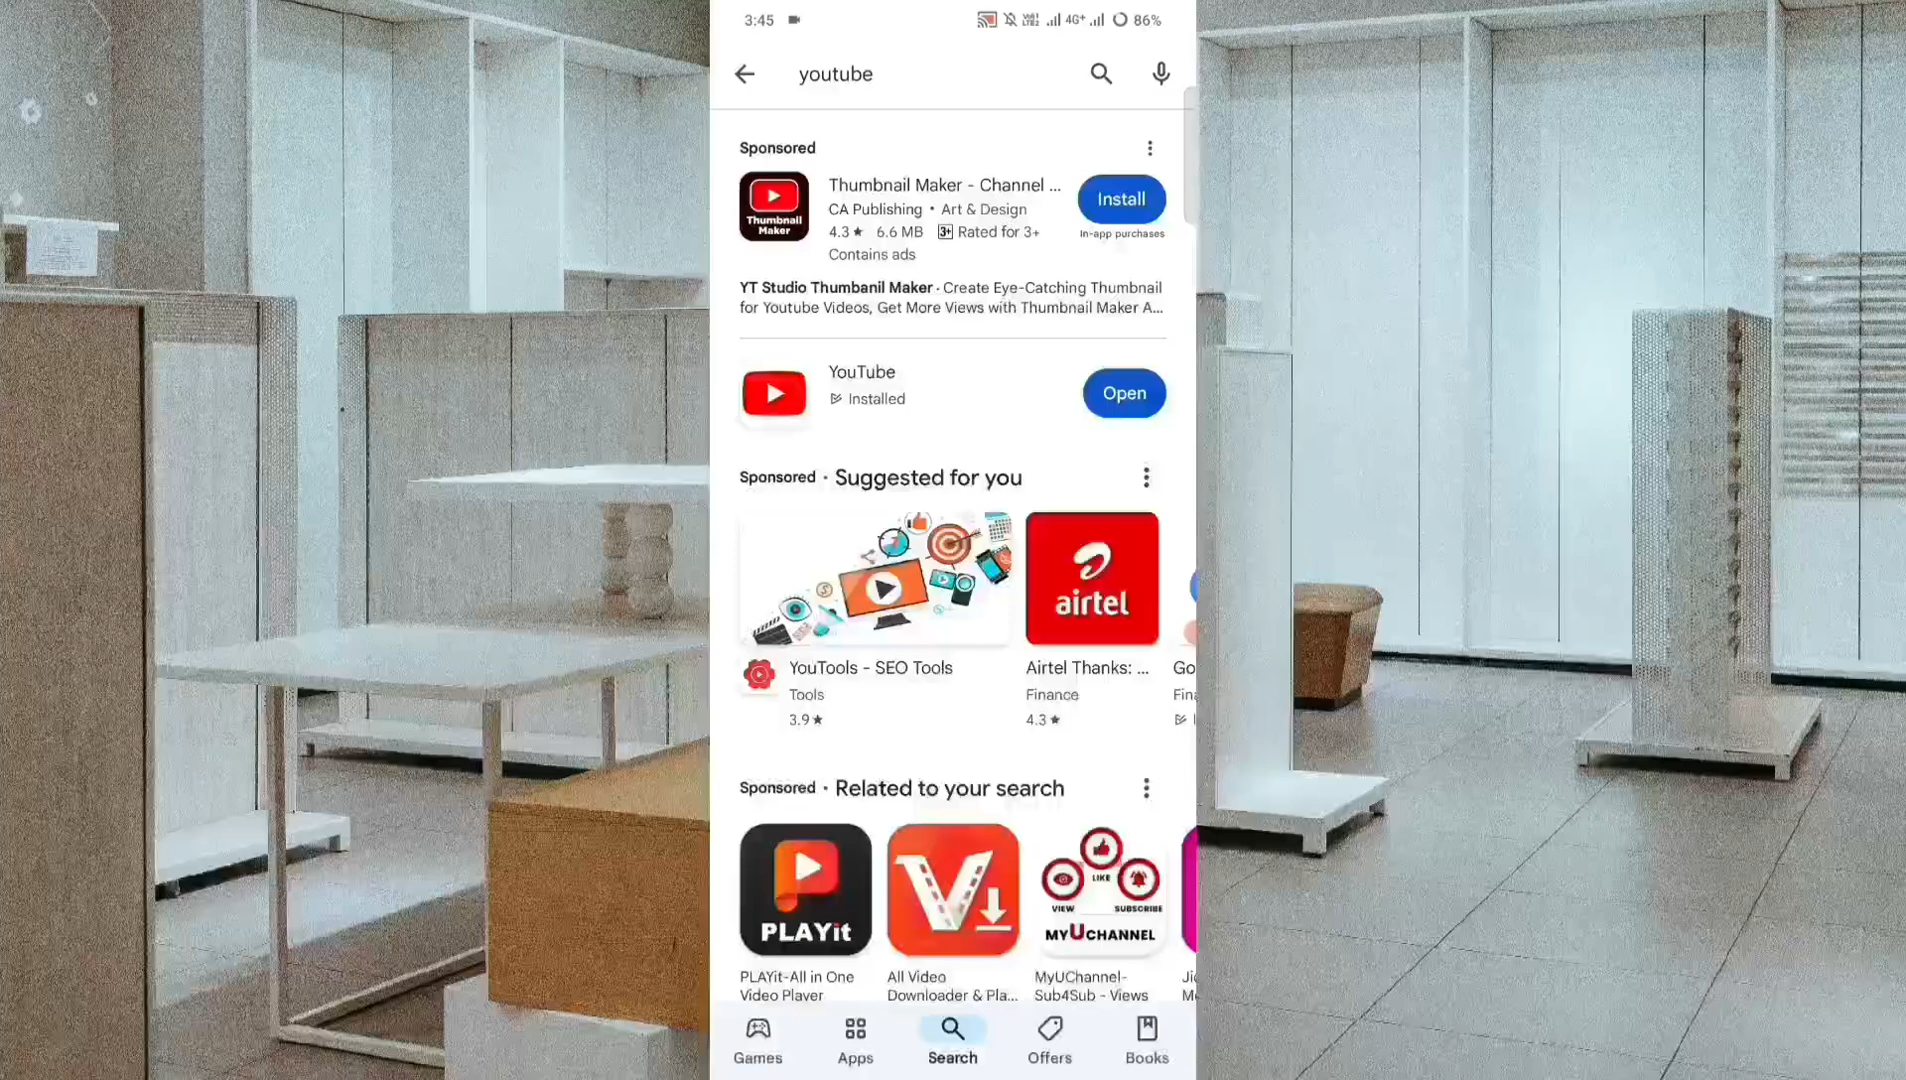 3:45 VoLTE2 4G+ 86%
youtube
Sponsored
Thumbnail Maker - Channel ...
CA Publishing • Art & Design
4.3★ 6.6 MB 3+ Rated for 3+
Contains ads
Install
In-app purchases
Thumbnail
Maker
YT Studio Thumbanil Maker · Create Eye-Catching Thumbnail
for Youtube Videos, Get More Views with Thumbnail Maker A...
YouTube
Installed
Open
Sponsored · Suggested for you
airtel
YouTools - SEO Tools
Tools
3.9★
Airtel Thanks: ...
Finance
4.3★
Go
Fin
Sponsored · Related to your search
PLAYit
V
LIKE
VIEW SUBSCRIBE
MYUCHANNEL
PLAYit-All in One
Video Player
All Video
Downloader & Pla...
MyUChannel-
Sub4Sub - Views
Ji
M
Games
Apps
Search
Offers
Books